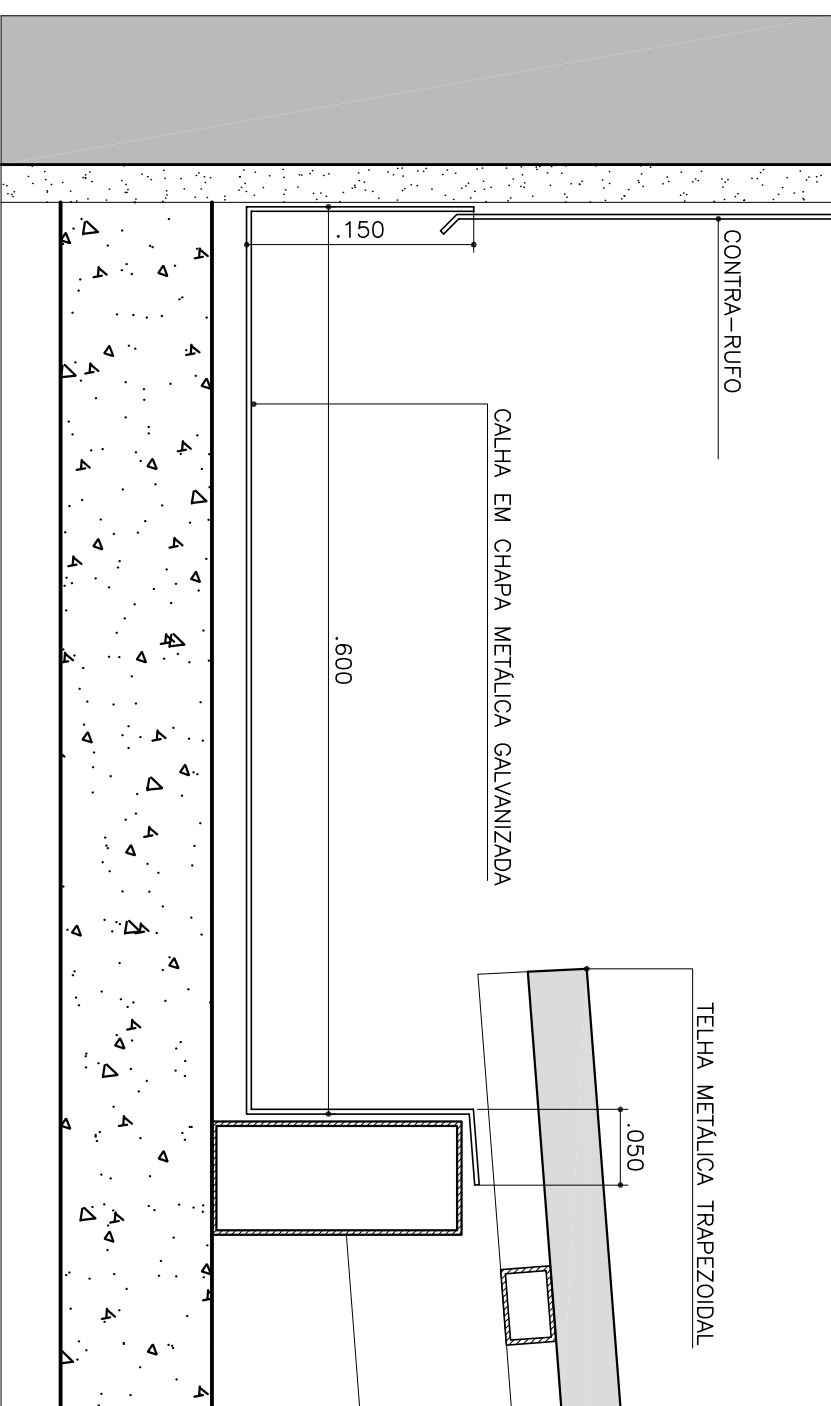 CONTRA-RUFO
.150
CALHA EM CHAPA METÁLICA GALVANIZADA
.600
TELHA METÁLICA TRAPEZOIDAL
.050